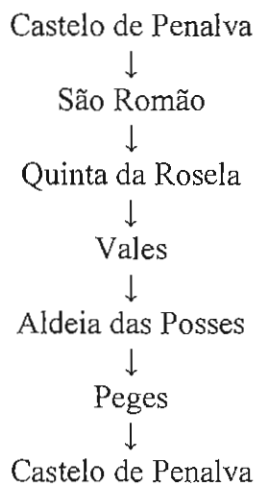 Castelo de Penalva
↓
São Romão
↓
Quinta da Rosela
↓
Vales
↓
Aldeia das Posses
↓
Peges
↓
Castelo de Penalva